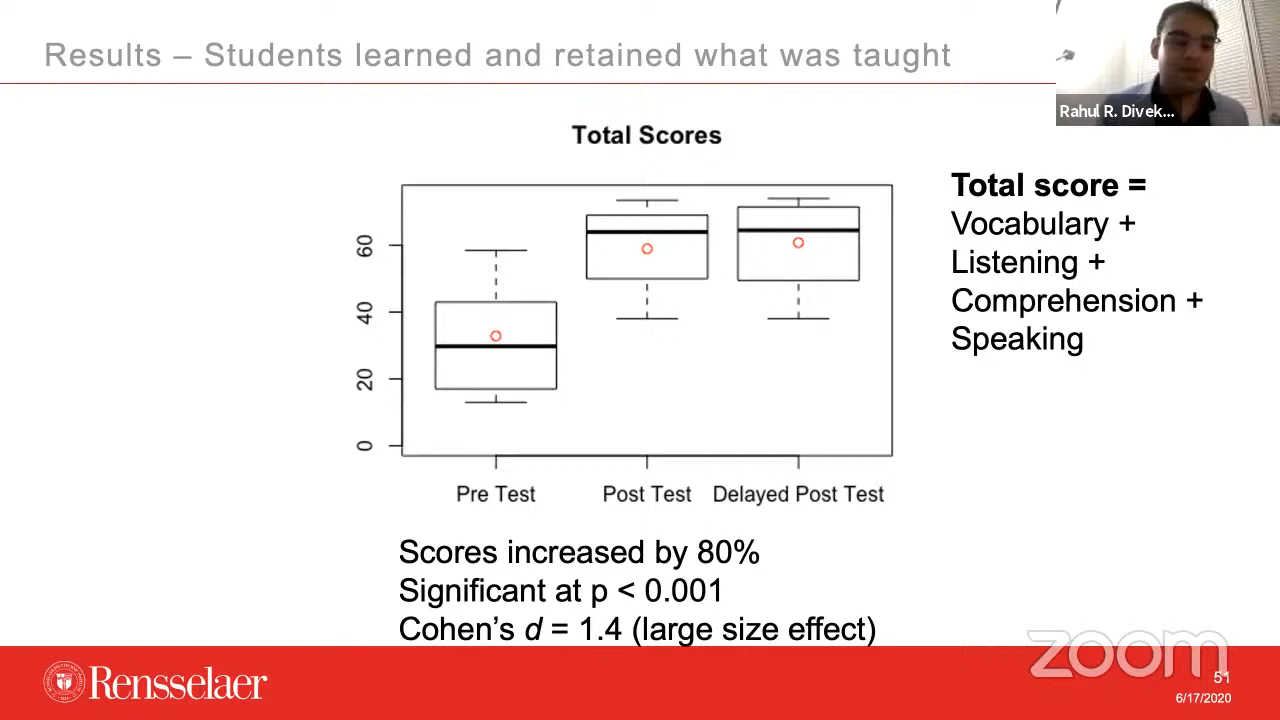 Results – Students learned and retained what was taught
Rahul R. Divek...
Total Scores
Total score =
Vocabulary +
Listening +
Comprehension +
Speaking
60
40
20
0
Pre Test
Post Test
Delayed Post Test
Scores increased by 80%
Significant at p < 0.001
Cohen's d = 1.4 (large size effect)
Rensselaer
zoom
51
6/17/2020